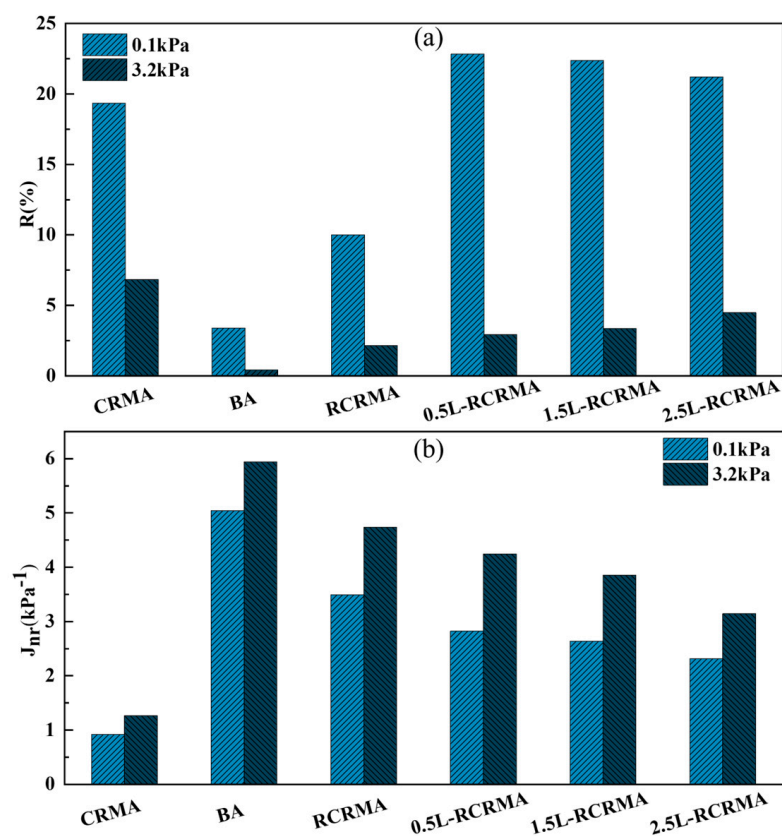 (a)
0.1kPa
3.2kPa
R(%)
25
20
15
10
5
0
CRMA BA RCRMA 0.5L-RCRMA 1.5L-RCRMA 2.5L-RCRMA
(b)
0.1kPa
3.2kPa
Jnr(kPa-1)
6
5
4
3
2
1
0
CRMA BA RCRMA 0.5L-RCRMA 1.5L-RCRMA 2.5L-RCRMA